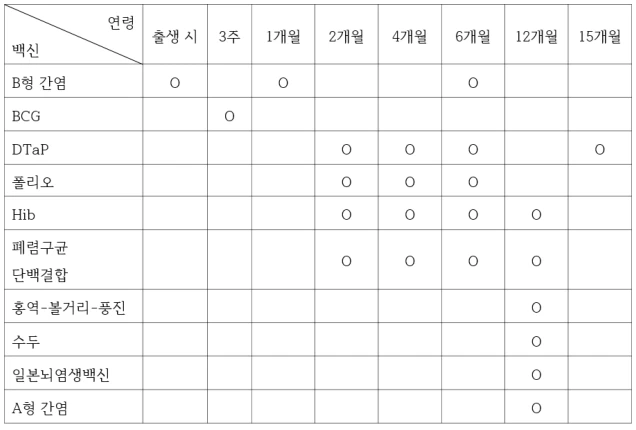 연령
백신
출생 시 3주 1개월 2개월 4개월 6개월 12개월 15개월
B형 간염 O O O
BCG O
DTaP O O O O
폴리오 O O O
Hib O O O O
폐렴구균
단백결합 O O O O
홍역-볼거리-풍진 O
수두 O
일본뇌염생백신 O
A형 간염 O